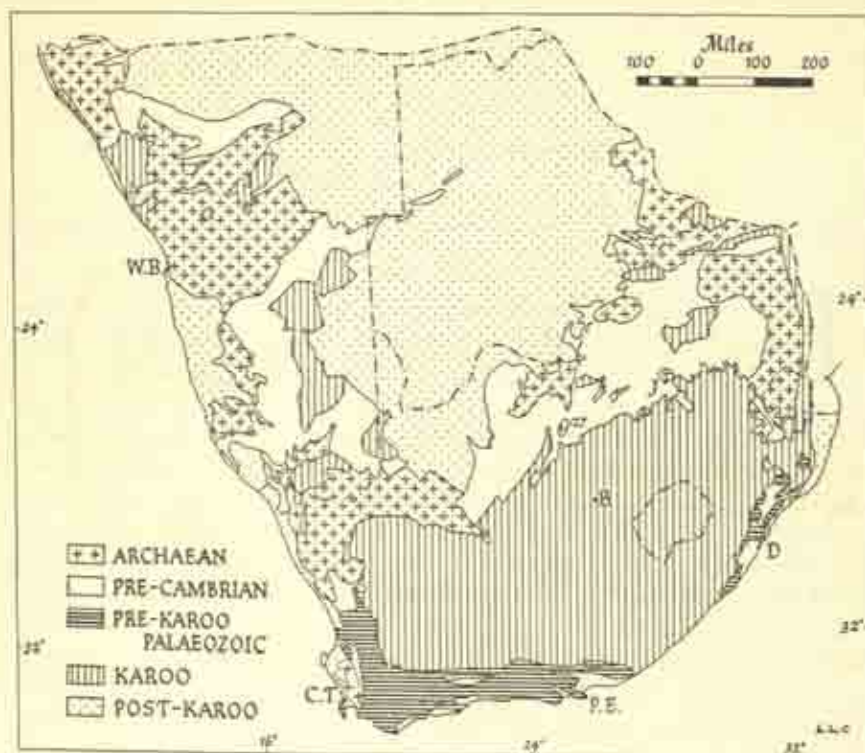 Miles
100 0 100 200
W.B.
24°
24°
B.
D
ARCHAEAN
PRE-CAMBRIAN
PRE-KAROO
PALAEOZOIC
KAROO
POST-KAROO
32°
32°
C.T.
P.E.
16°
24°
32°